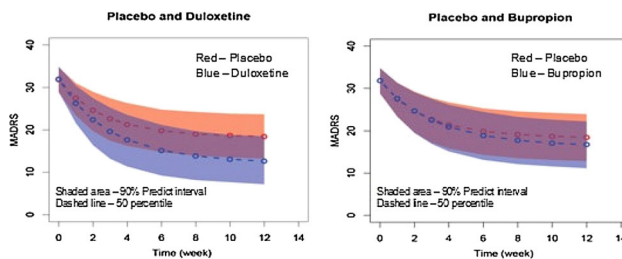 Placebo and Duloxetine
Red – Placebo
Blue – Duloxetine
MADRS
40
30
20
10
0
Shaded area – 90% Predict interval
Dashed line – 50 percentile
0 2 4 6 8 10 12 14
Time (week)
Placebo and Bupropion
Red – Placebo
Blue – Bupropion
MADRS
40
30
20
10
0
Shaded area – 90% Predict interval
Dashed line – 50 percentile
0 2 4 6 8 10 12 14
Time (week)